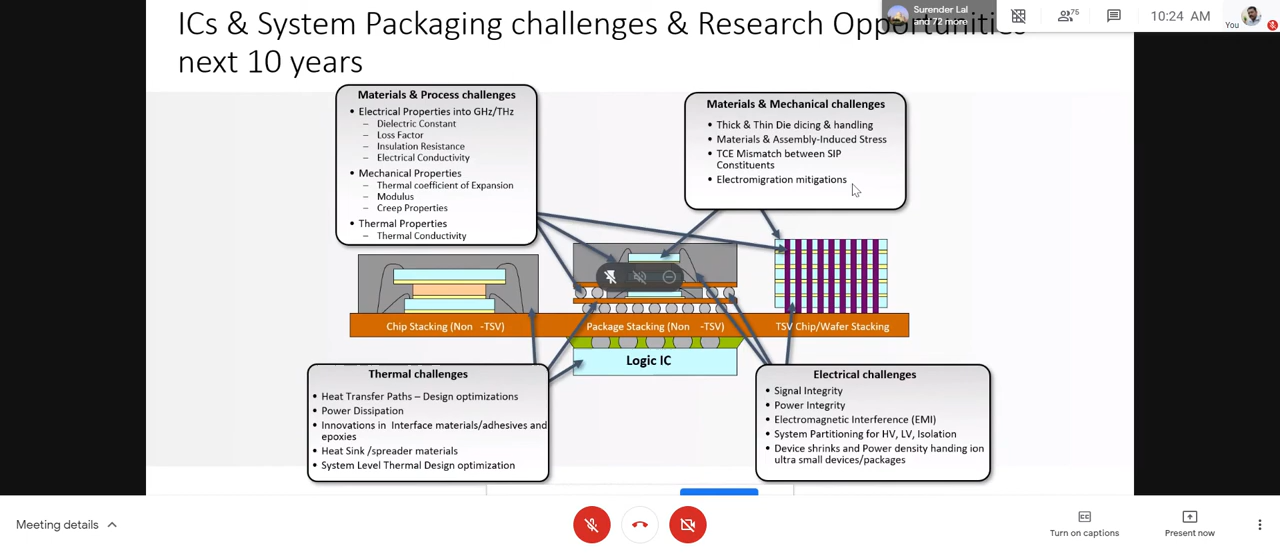 ICs & System Packaging challenges & Research Opportunities
next 10 years
Surender Lal
and 72 more
75
10:24 AM
You
Materials & Process challenges
• Electrical Properties into GHz/THz
– Dielectric Constant
– Loss Factor
– Insulation Resistance
– Electrical Conductivity
• Mechanical Properties
– Thermal coefficient of Expansion
– Modulus
– Creep Properties
• Thermal Properties
– Thermal Conductivity
Materials & Mechanical challenges
• Thick & Thin Die dicing & handling
• Materials & Assembly-Induced Stress
• TCE Mismatch between SIP
Constituents
• Electromigration mitigations
Chip Stacking (Non -TSV)
Package Stacking (Non -TSV)
TSV Chip/Wafer Stacking
Logic IC
Thermal challenges
• Heat Transfer Paths – Design optimizations
• Power Dissipation
• Innovations in Interface materials/adhesives and
epoxies
• Heat Sink /spreader materials
• System Level Thermal Design optimization
Electrical challenges
• Signal Integrity
• Power Integrity
• Electromagnetic Interference (EMI)
• System Partitioning for HV, LV, Isolation
• Device shrinks and Power density handing ion
ultra small devices/packages
Meeting details
Turn on captions
Present now